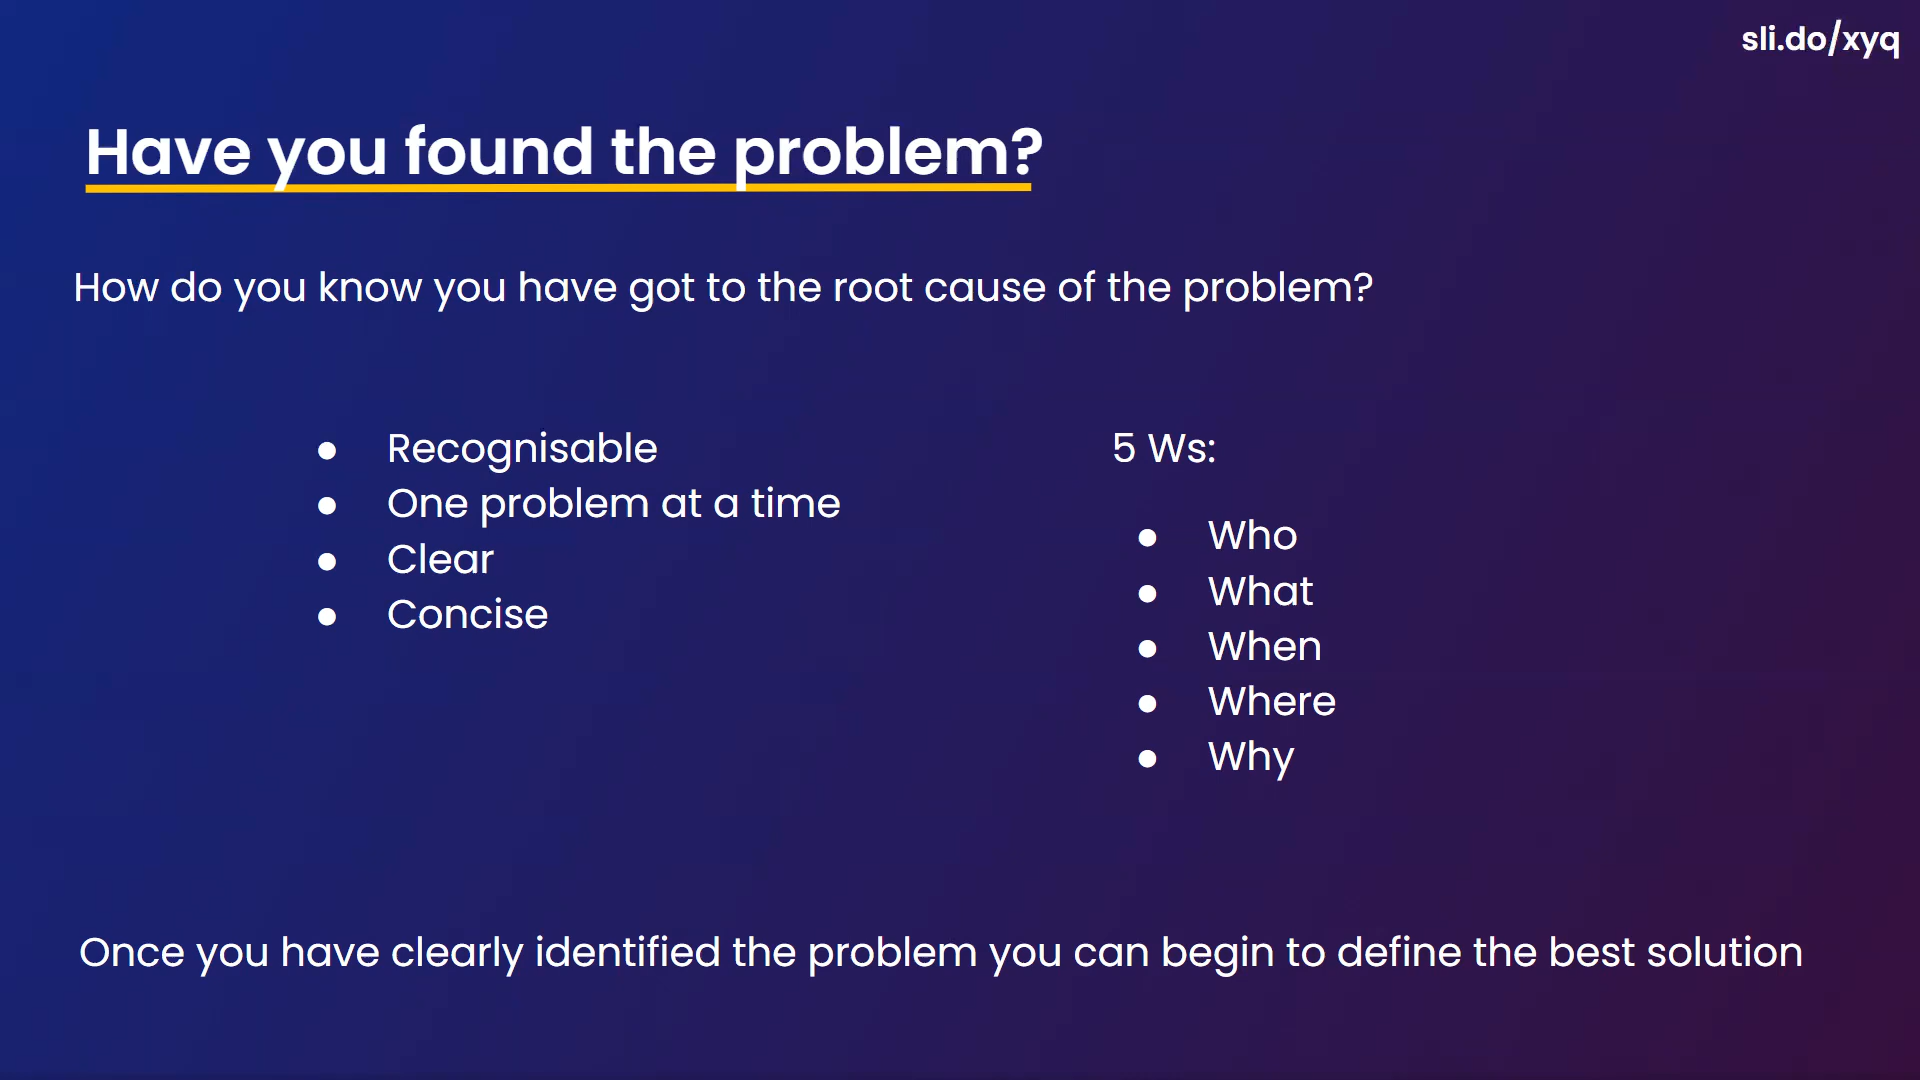 sli.do/xyq
Have you found the problem?
How do you know you have got to the root cause of the problem?
● Recognisable
● One problem at a time
● Clear
● Concise
5 Ws:
● Who
● What
● When
● Where
● Why
Once you have clearly identified the problem you can begin to define the best solution